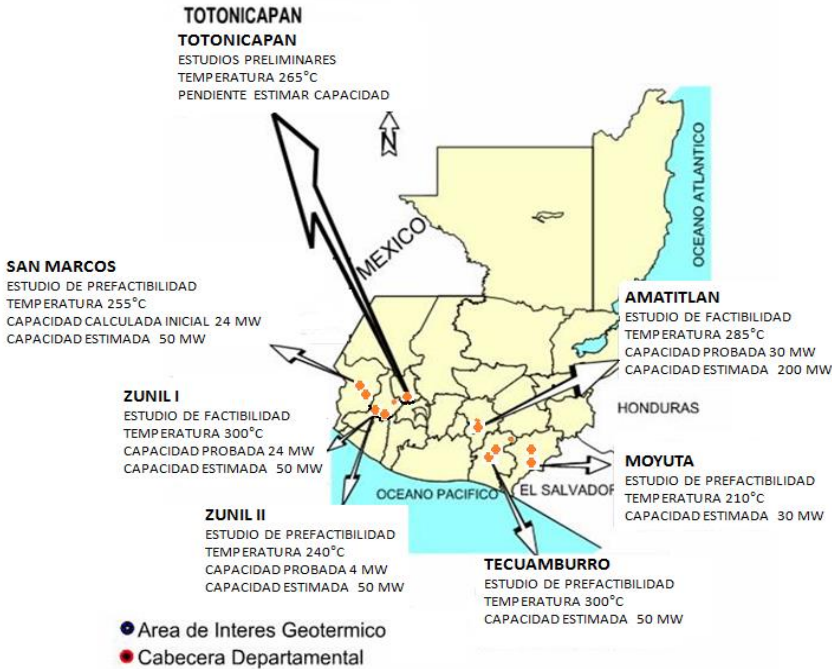 TOTONICAPAN
TOTONICAPAN
ESTUDIOS PRELIMINARES
TEMPERATURA 265°C
PENDIENTE ESTIMAR CAPACIDAD
N
MEXICO
OCEANO ATLANTICO
SAN MARCOS
ESTUDIO DE PREFACTIBILIDAD
TEMPERATURA 255°C
CAPACIDAD CALCULADA INICIAL 24 MW
CAPACIDAD ESTIMADA 50 MW
AMATITLAN
ESTUDIO DE FACTIBILIDAD
TEMPERATURA 285°C
CAPACIDAD PROBADA 30 MW
CAPACIDAD ESTIMADA 200 MW
ZUNIL I
ESTUDIO DE FACTIBILIDAD
TEMPERATURA 300°C
CAPACIDAD PROBADA 24 MW
CAPACIDAD ESTIMADA 50 MW
HONDURAS
MOYUTA
ESTUDIO DE PREFACTIBILIDAD
TEMPERATURA 210°C
CAPACIDAD ESTIMADA 30 MW
OCEANO PACIFICO
EL SALVADOR
ZUNIL II
ESTUDIO DE PREFACTIBILIDAD
TEMPERATURA 240°C
CAPACIDAD PROBADA 4 MW
CAPACIDAD ESTIMADA 50 MW
TECUAMBURRO
ESTUDIO DE PREFACTIBILIDAD
TEMPERATURA 300°C
CAPACIDAD ESTIMADA 50 MW
Area de Interes Geotermico
Cabecera Departamental